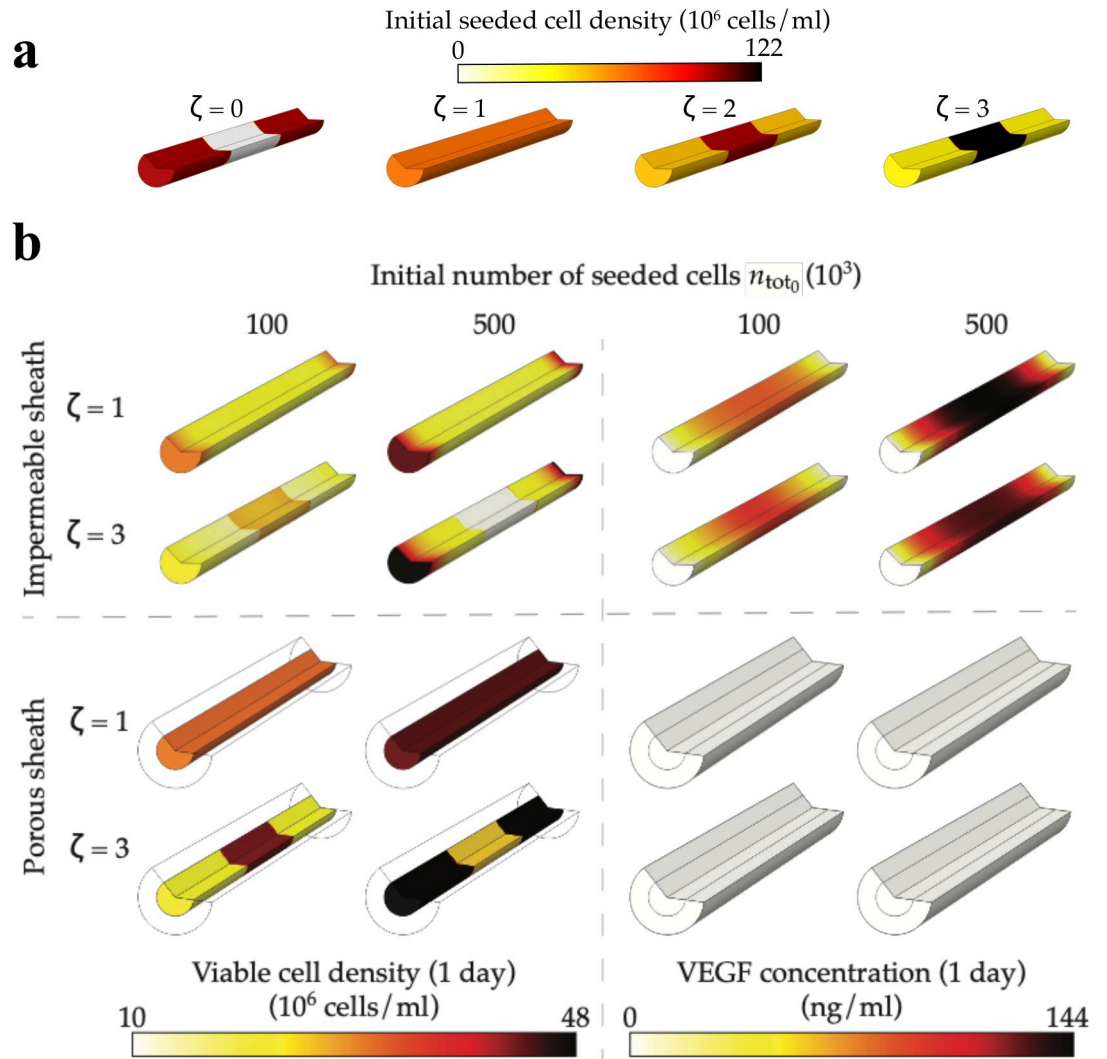 a
Initial seeded cell density (10⁶ cells/ml)
0 122
ζ = 0 ζ = 1 ζ = 2 ζ = 3
b
Initial number of seeded cells n_tot₀ (10³)
100 500 100 500
Impermeable sheath
ζ = 1
ζ = 3
Porous sheath
ζ = 1
ζ = 3
Viable cell density (1 day)
(10⁶ cells/ml)
10 48
VEGF concentration (1 day)
(ng/ml)
0 144